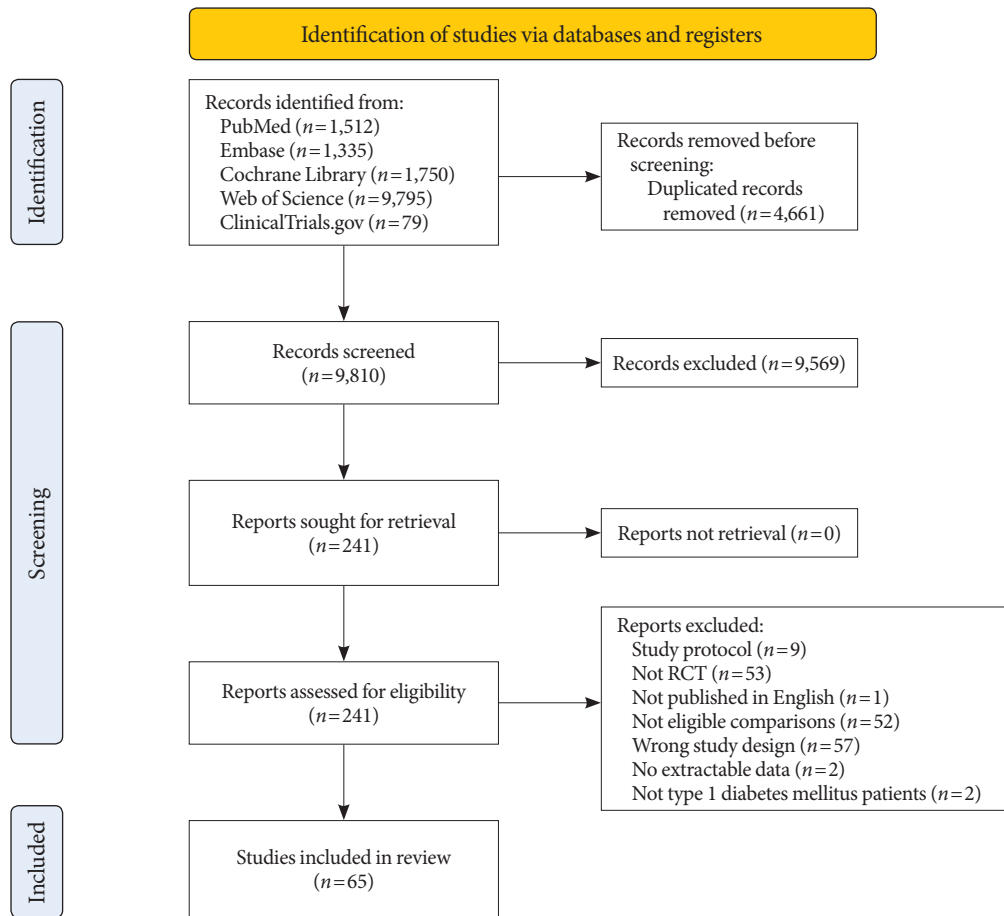 Identification of studies via databases and registers
Identification
Records identified from:
PubMed (n=1,512)
Embase (n=1,335)
Cochrane Library (n=1,750)
Web of Science (n=9,795)
ClinicalTrials.gov (n=79)
Records removed before
screening:
Duplicated records
removed (n=4,661)
Screening
Records screened
(n=9,810)
Records excluded (n=9,569)
Reports sought for retrieval
(n=241)
Reports not retrieval (n=0)
Reports assessed for eligibility
(n=241)
Reports excluded:
Study protocol (n=9)
Not RCT (n=53)
Not published in English (n=1)
Not eligible comparisons (n=52)
Wrong study design (n=57)
No extractable data (n=2)
Not type 1 diabetes mellitus patients (n=2)
Included
Studies included in review
(n=65)